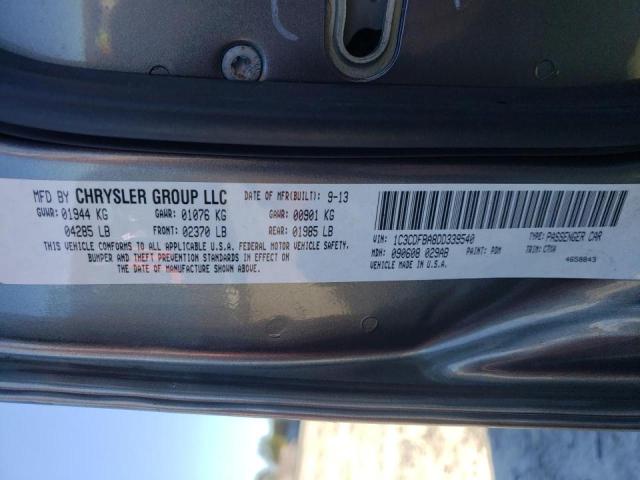 MFD BY CHRYSLER GROUP LLC DATE OF MFR(BUILT): 9-13
GVWR:01944 KG GAWR: 01076 KG GAWR: 00901 KG
04285 LB FRONT: 02370 LB REAR: 01985 LB
THIS VEHICLE CONFORMS TO ALL APPLICABLE U.S.A. FEDERAL MOTOR VEHICLE SAFETY
BUMPER AND THEFT PREVENTION STANDARDS IN EFFECT ON
THE DATE OF MANUFACTURE SHOWN ABOVE.
VIN: 1C3CDFBA8DD339540 TYPE: PASSENGER CAR
MDH: 090608 029AB PAINT: PDM TRIM:
VEHICLE MADE IN U.S.A. 4658843